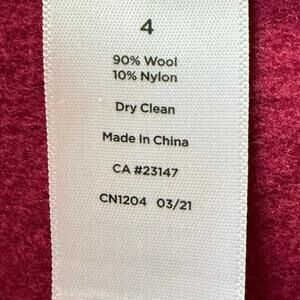 4
90% Wool
10% Nylon
Dry Clean
Made In China
CA #23147
CN1204 03/21